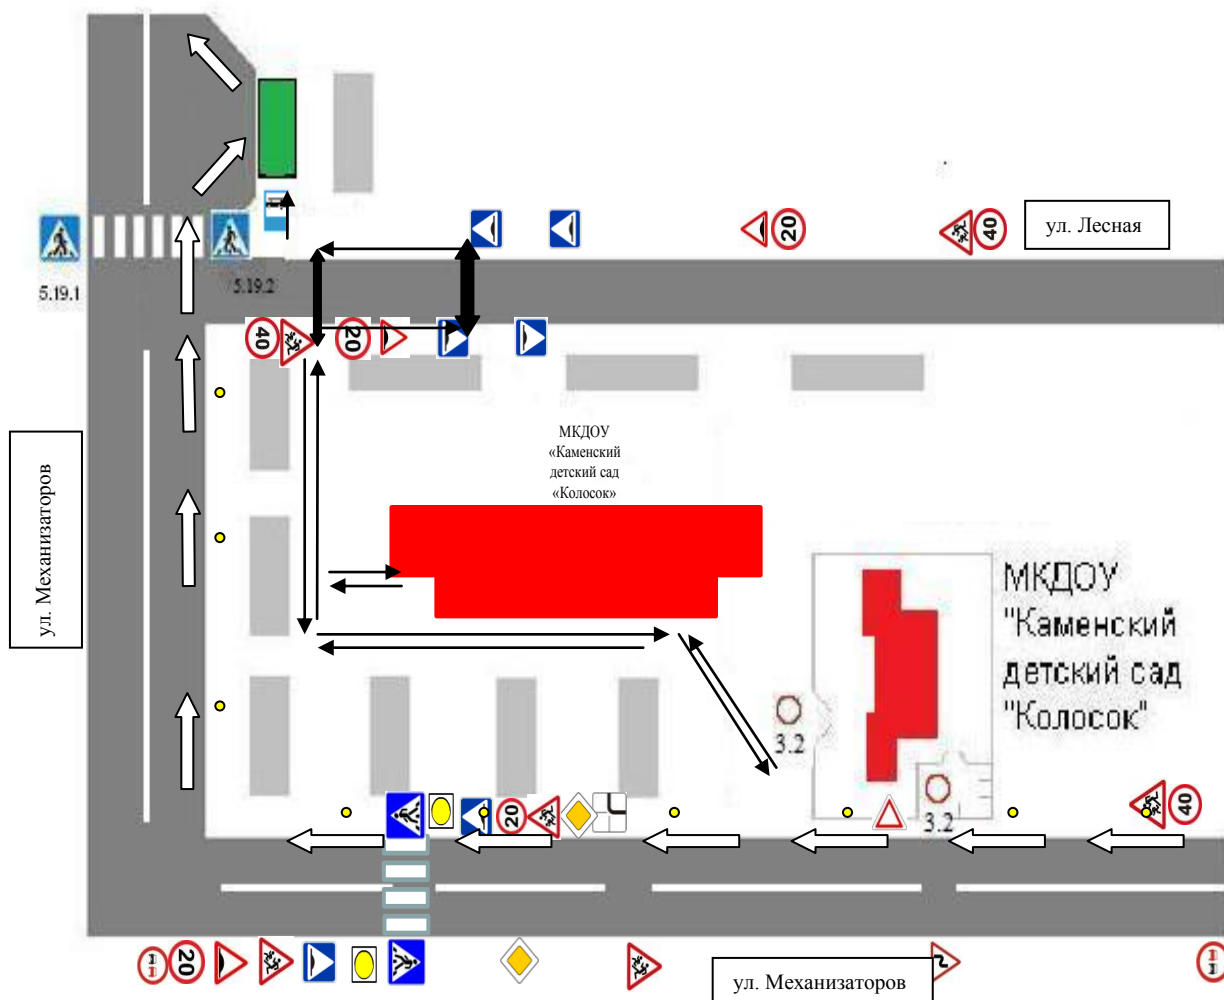 ул. Лесная
5.19.1
5.19.2
40
20
20
40
МКДОУ
«Каменский
детский сад
«Колосок»
ул. Механизаторов
МКДОУ
"Каменский
детский сад
"Колосок"
3.2
3.2
20
40
20
ул. Механизаторов